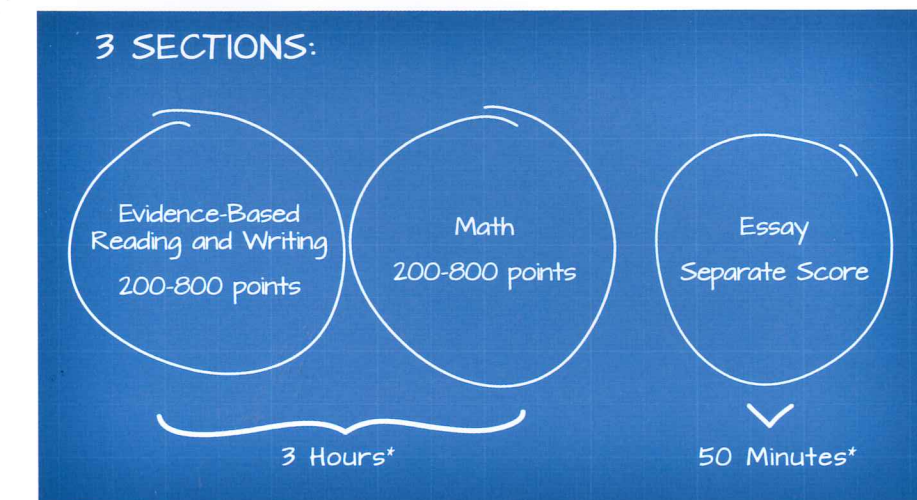 3 SECTIONS:
Evidence-Based
Reading and Writing
200-800 points
Math
200-800 points
Essay
Separate Score
3 Hours*
50 Minutes*